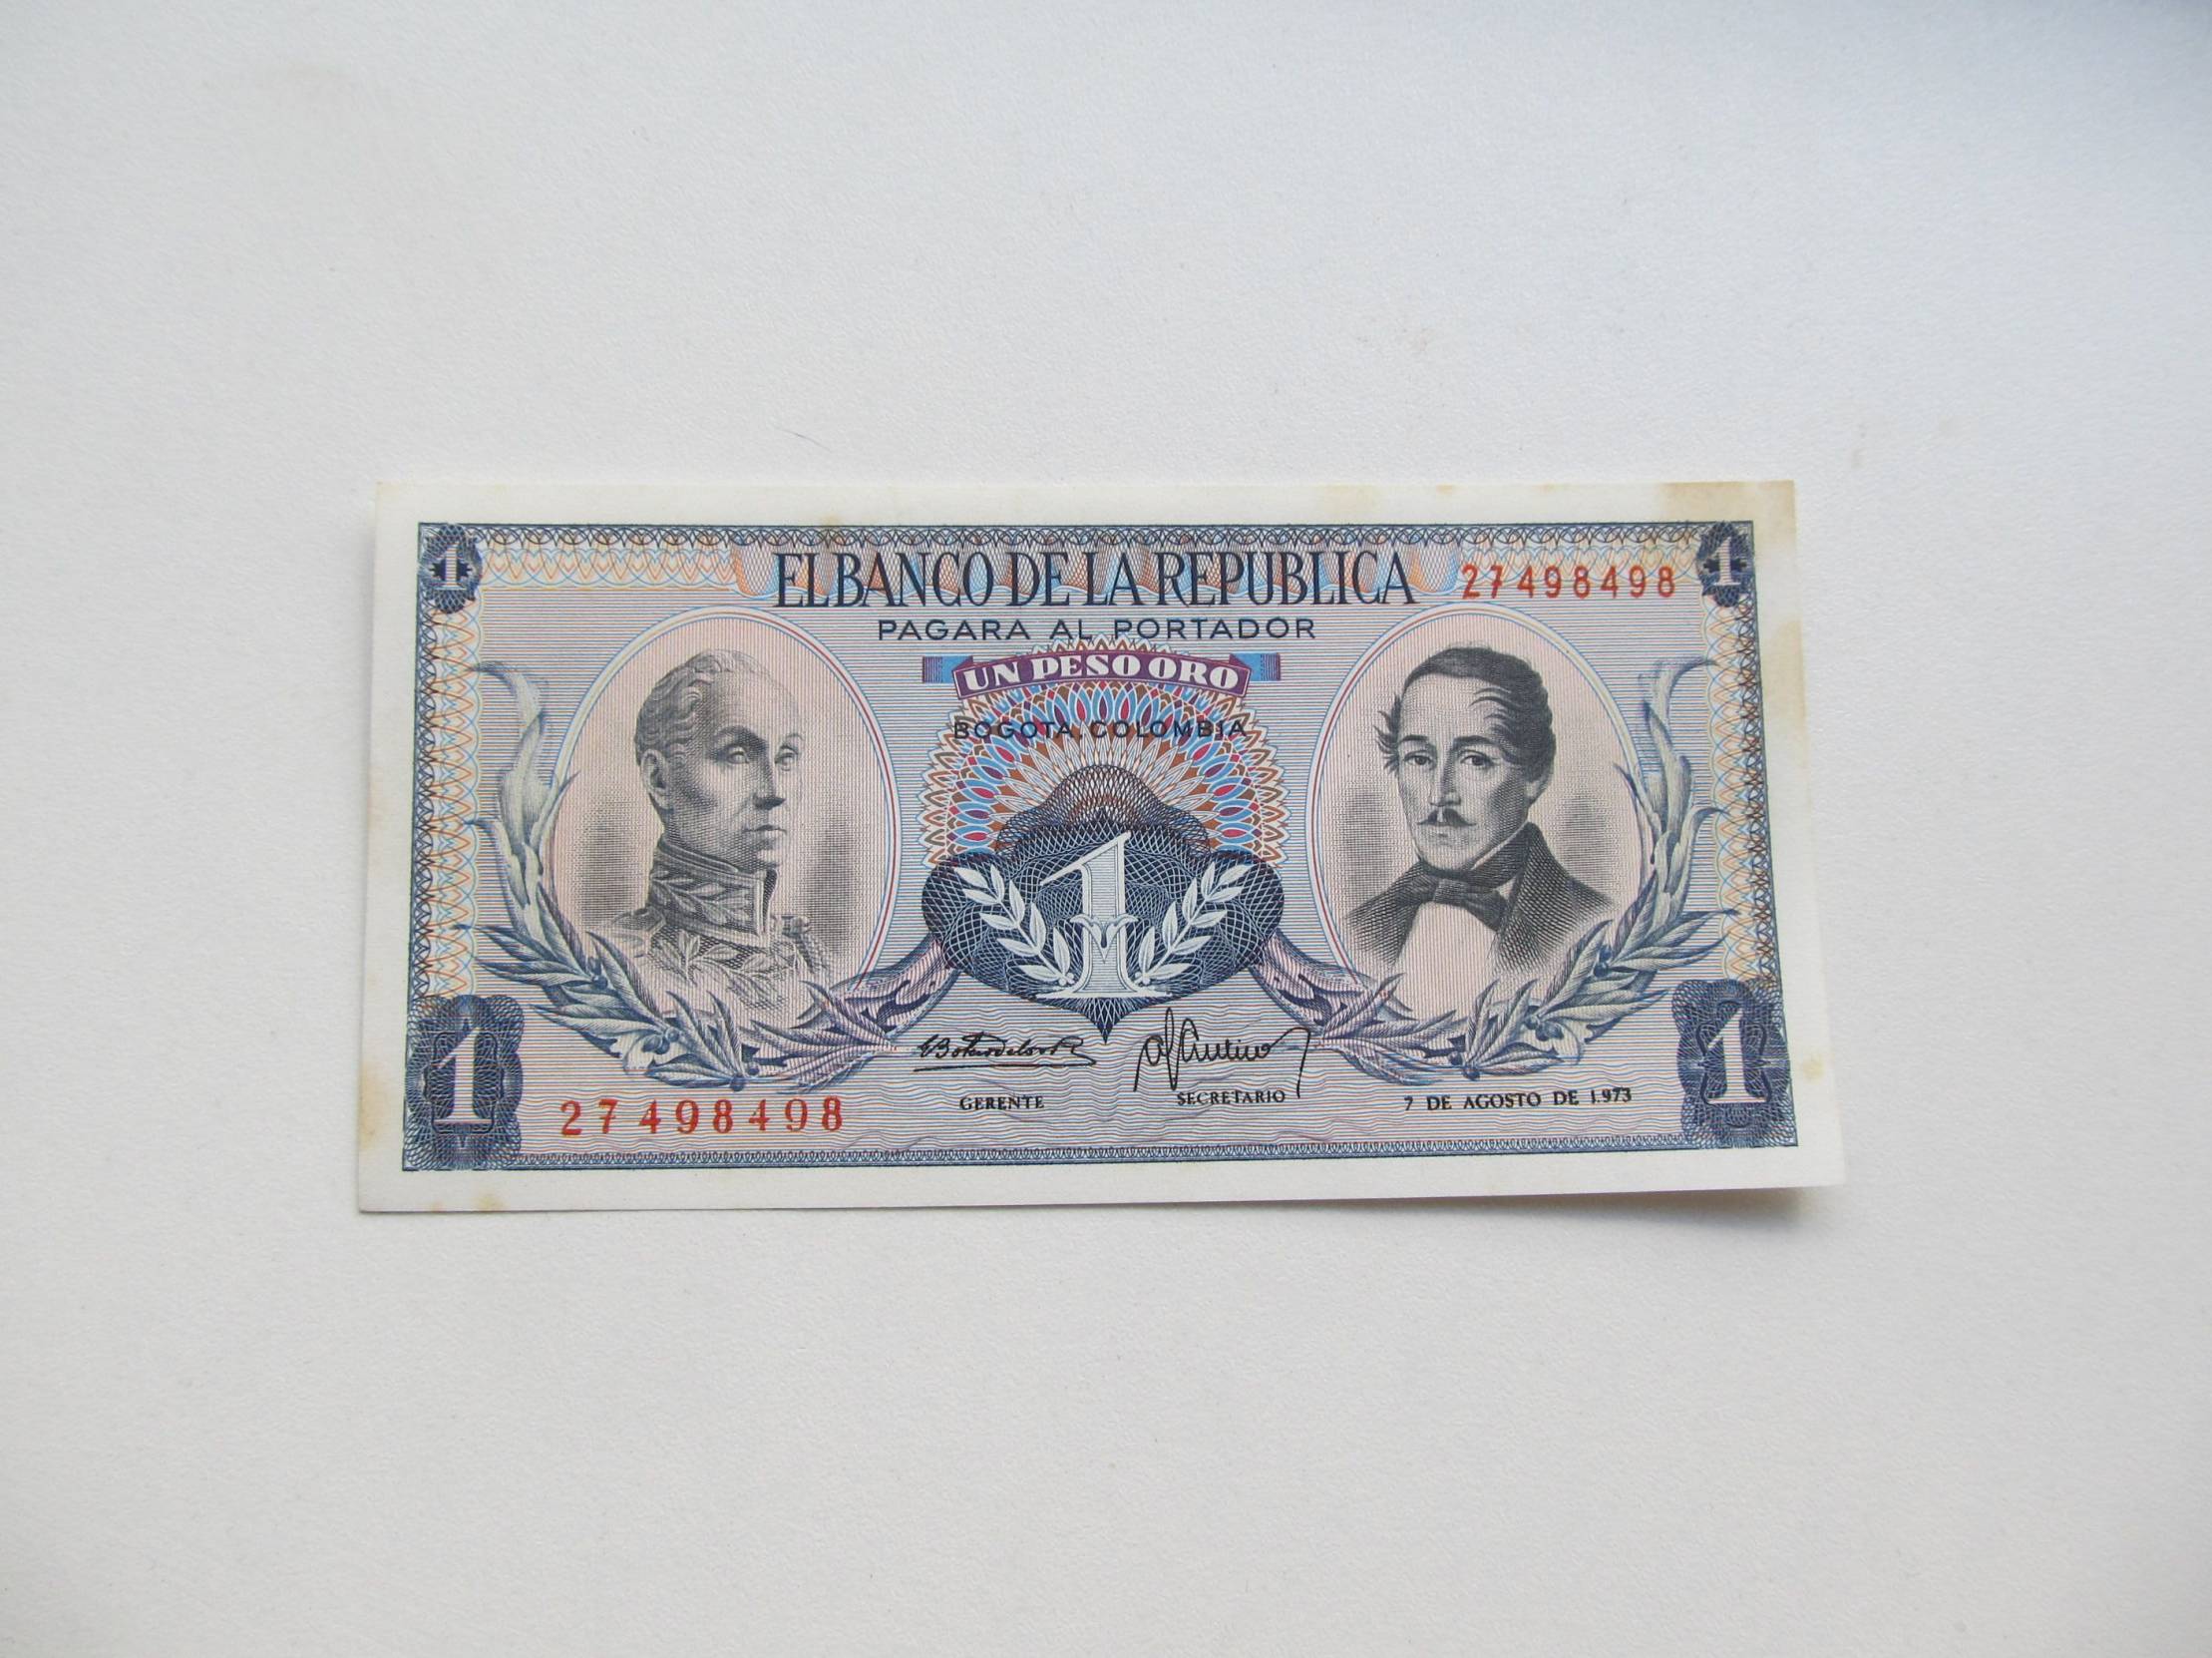 1
EL BANCO DE LA REPUBLICA
27498498
1
PAGARA AL PORTADOR
UN PESO ORO
BOGOTA, COLOMBIA
1
1
27498498
GERENTE
SECRETARIO
7 DE AGOSTO DE 1.973
1